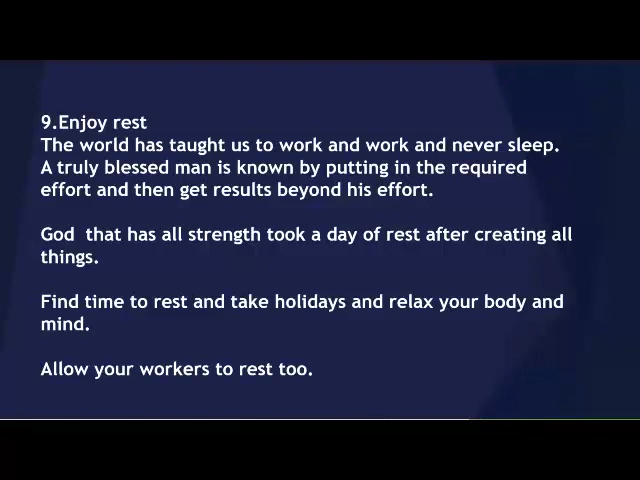 9.Enjoy rest
The world has taught us to work and work and never sleep.
A truly blessed man is known by putting in the required
effort and then get results beyond his effort.
God  that has all strength took a day of rest after creating all
things.
Find time to rest and take holidays and relax your body and
mind.
Allow your workers to rest too.